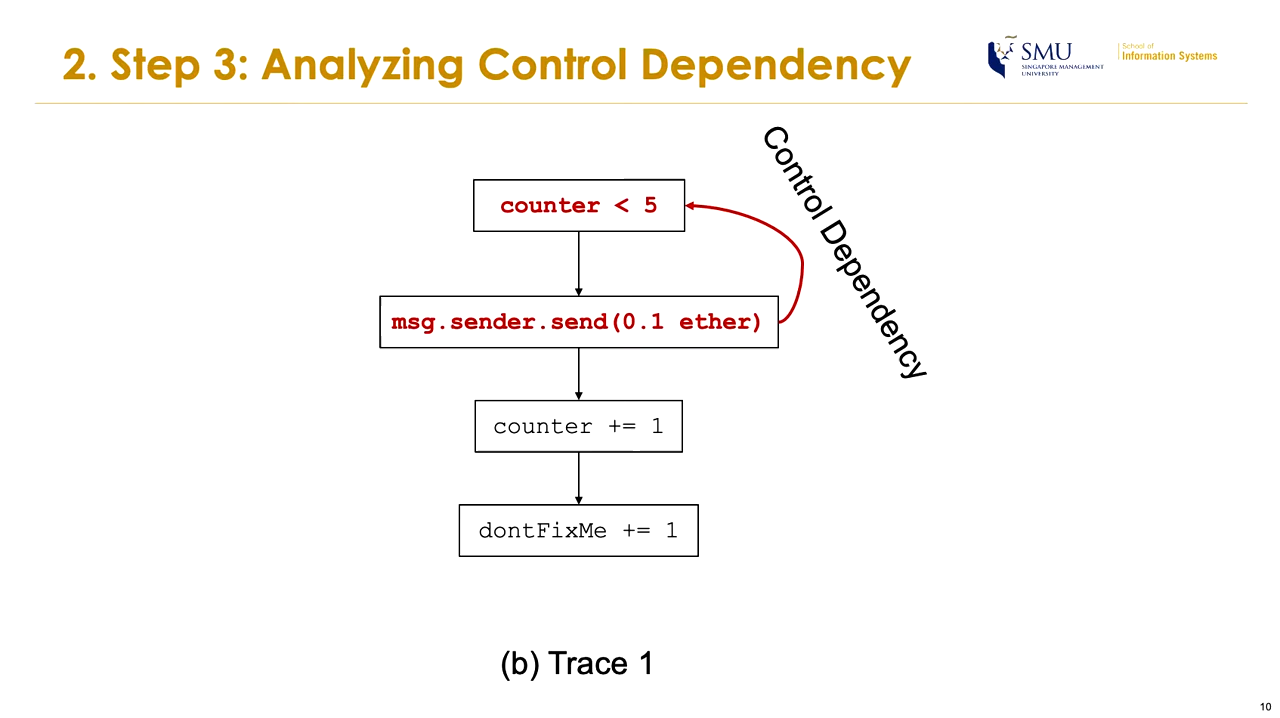 2. Step 3: Analyzing Control Dependency
SMU
SINGAPORE MANAGEMENT
UNIVERSITY
School of
Information Systems
counter < 5
Control Dependency
msg.sender.send(0.1 ether)
counter += 1
dontFixMe += 1
(b) Trace 1
10